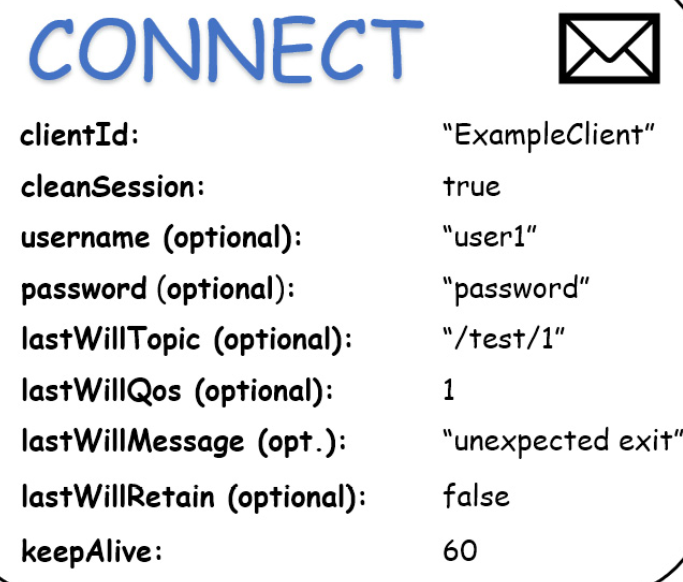 CONNECT
clientId: “ExampleClient”
cleanSession: true
username (optional): “user1”
password (optional): “password”
lastWillTopic (optional): “/test/1”
lastWillQos (optional): 1
lastWillMessage (opt.): “unexpected exit”
lastWillRetain (optional): false
keepAlive: 60